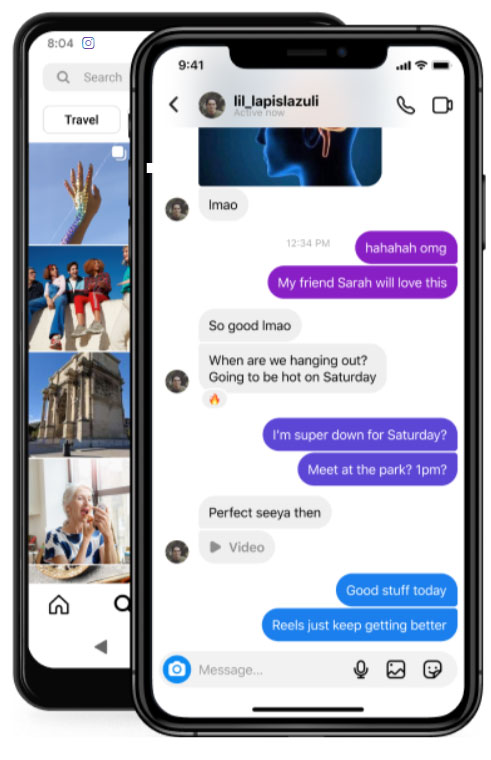 8:04
Search
Travel
9:41
lil_lapislazuli
Active now
lmao
12:34 PM
hahahah omg
My friend Sarah will love this
So good lmao
When are we hanging out?
Going to be hot on Saturday
I'm super down for Saturday?
Meet at the park? 1pm?
Perfect seeya then
Video
Good stuff today
Reels just keep getting better
Message...